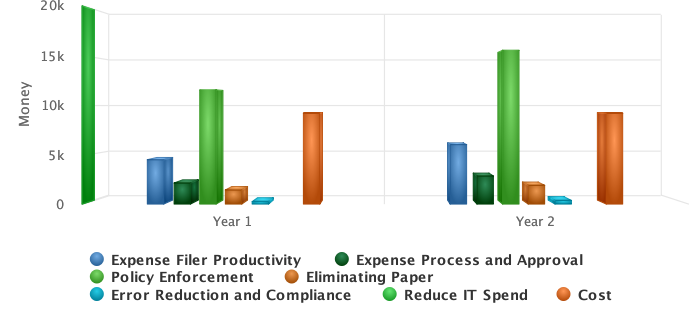 20k
15k
10k
5k
0
Money
Year 1 Year 2
Expense Filer Productivity Expense Process and Approval
Policy Enforcement Eliminating Paper
Error Reduction and Compliance Reduce IT Spend Cost